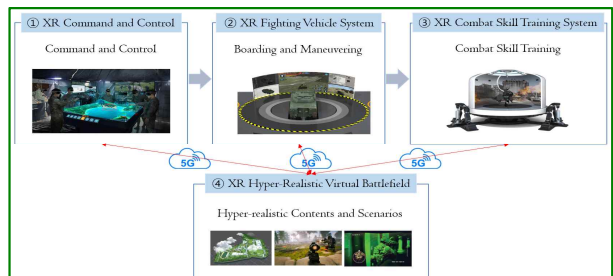 ① XR Command and Control
Command and Control
② XR Fighting Vehicle System
Boarding and Maneuvering
③ XR Combat Skill Training System
Combat Skill Training
5G
5G
5G
④ XR Hyper-Realistic Virtual Battlefield
Hyper-realistic Contents and Scenarios